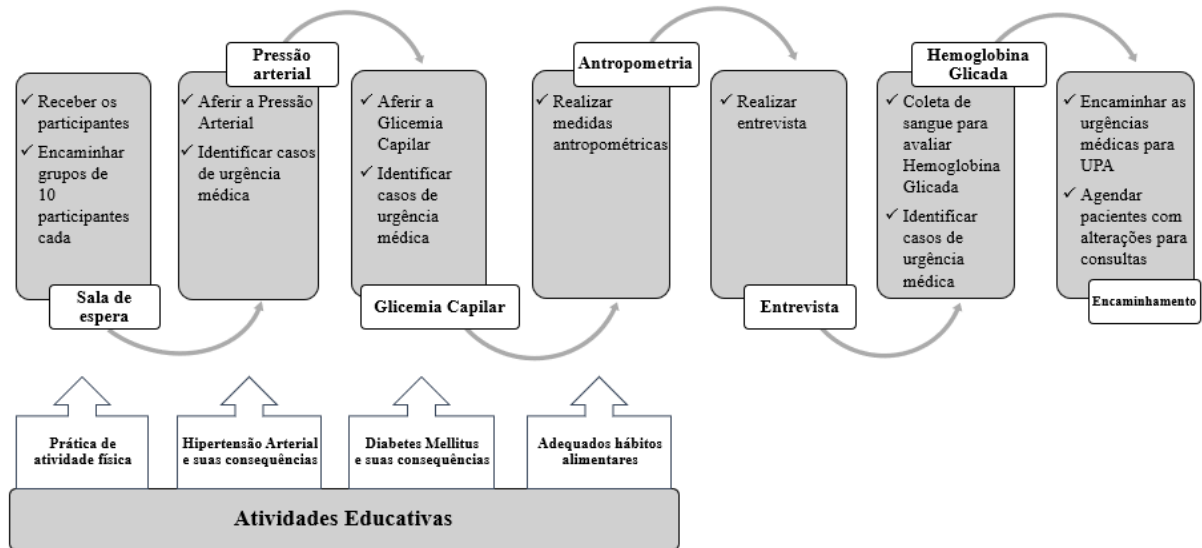 ✓ Receber os
participantes
✓ Encaminhar
grupos de
10
participantes
cada
Sala de
espera
Pressão
arterial
✓ Aferir a Pressão
Arterial
✓ Identificar casos
de urgência
médica
✓ Aferir a
Glicemia
Capilar
✓ Identificar
casos de
urgência
médica
Glicemia Capilar
Antropometria
✓ Realizar
medidas
antropométricas
✓ Realizar
entrevista
Entrevista
Hemoglobina
Glicada
✓ Coleta de
sangue para
avaliar
Hemoglobina
Glicada
✓ Identificar
casos de
urgência
médica
✓ Encaminhar as
urgências
médicas para
UPA
✓ Agendar
pacientes com
alterações para
consultas
Encaminhamento
Prática de
atividade física
Hipertensão Arterial
e suas consequências
Diabetes Mellitus
e suas consequências
Adequados hábitos
alimentares
Atividades Educativas